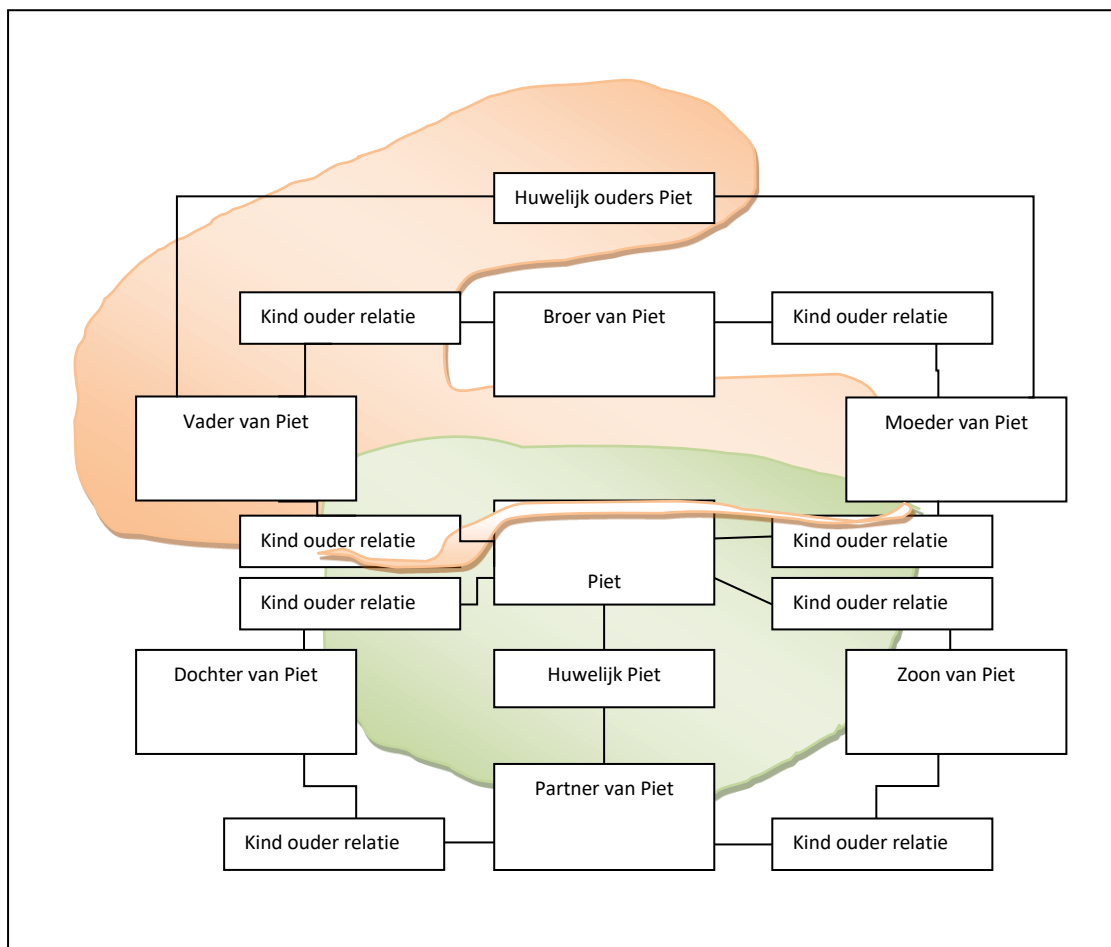 Huwelijk ouders Piet
Kind ouder relatie
Broer van Piet
Kind ouder relatie
Vader van Piet
Moeder van Piet
Kind ouder relatie
Kind ouder relatie
Kind ouder relatie
Piet
Kind ouder relatie
Dochter van Piet
Huwelijk Piet
Zoon van Piet
Partner van Piet
Kind ouder relatie
Kind ouder relatie